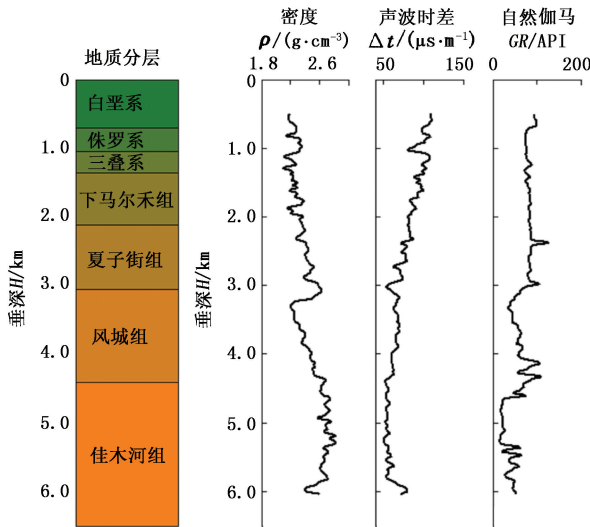 密度
声波时差
自然伽马
地质分层
ρ/(g·cm⁻³)
Δt/(μs·m⁻¹)
GR/API
1.8 2.6
50 150
0 200
0
白垩系
侏罗系
1.0
三叠系
下马尔禾组
2.0
夏子街组
3.0
风城组
4.0
5.0
佳木河组
6.0
垂深H/km
0
1.0
2.0
3.0
4.0
5.0
6.0
垂深H/km